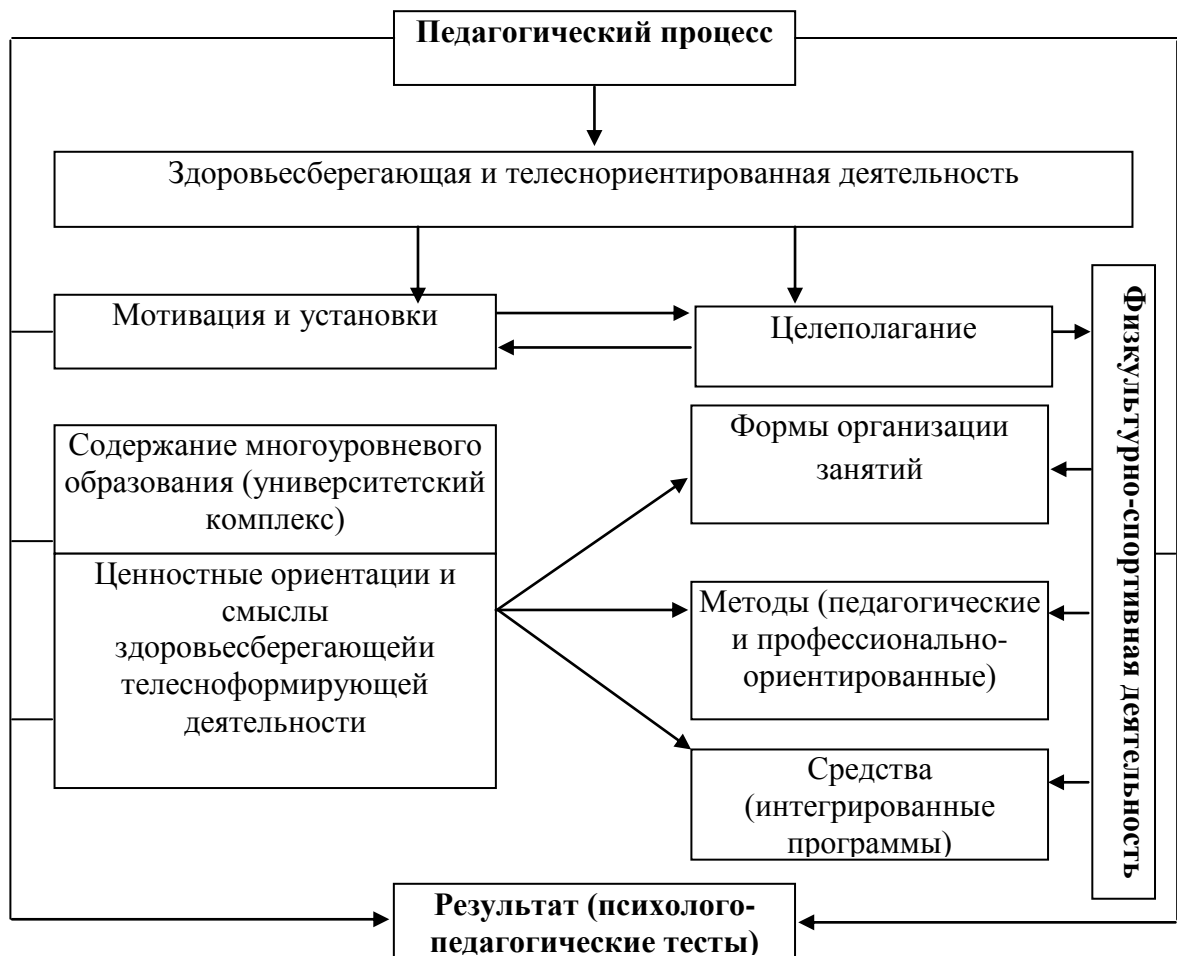 Педагогический процесс
Здоровьесберегающая и телеснориентированная деятельность
Мотивация и установки
Целеполагание
Физкультурно-спортивная деятельность
Содержание многоуровневого
образования (университетский
комплекс)
Формы организации
занятий
Ценностные ориентации и
смыслы
здоровьесберегающейи
телесноформирующей
деятельности
Методы (педагогические
и профессионально-
ориентированные)
Средства
(интегрированные
программы)
Результат (психолого-
педагогические тесты)